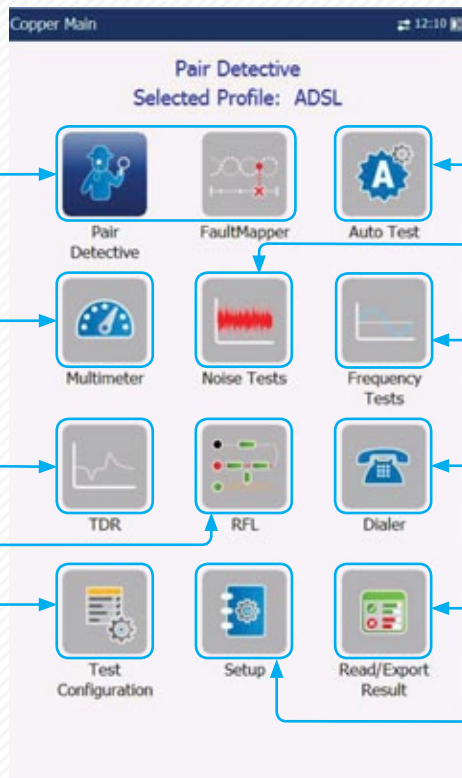 Copper Main 12:10
Pair Detective
Selected Profile: ADSL
A
Pair
Detective
FaultMapper
Auto Test
Multimeter
Noise Tests
Frequency
Tests
TDR
RFL
Dialer
Test
Configuration
Setup
Read/Export
Result